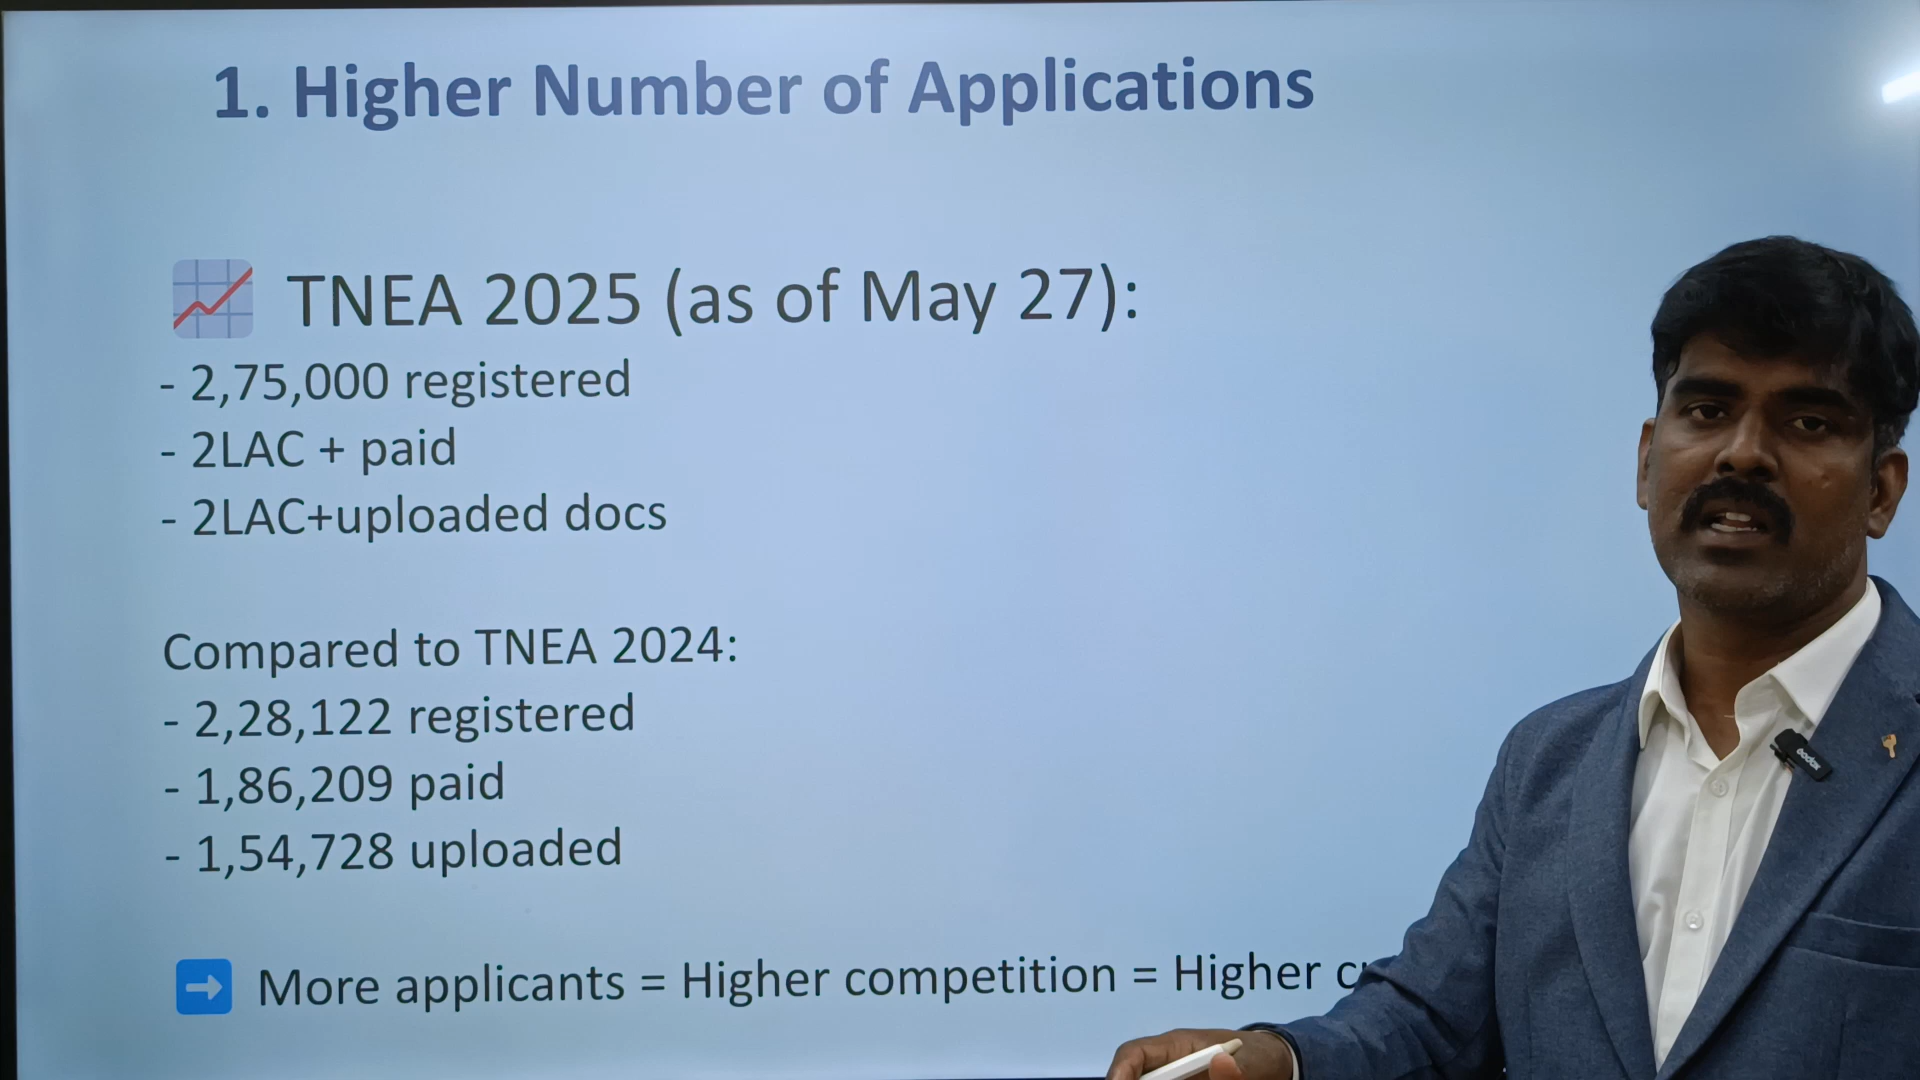 1. Higher Number of Applications
TNEA 2025 (as of May 27):
- 2,75,000 registered
- 2LAC + paid
- 2LAC+uploaded docs
Compared to TNEA 2024:
- 2,28,122 registered
- 1,86,209 paid
- 1,54,728 uploaded
More applicants = Higher competition = Higher
Godox